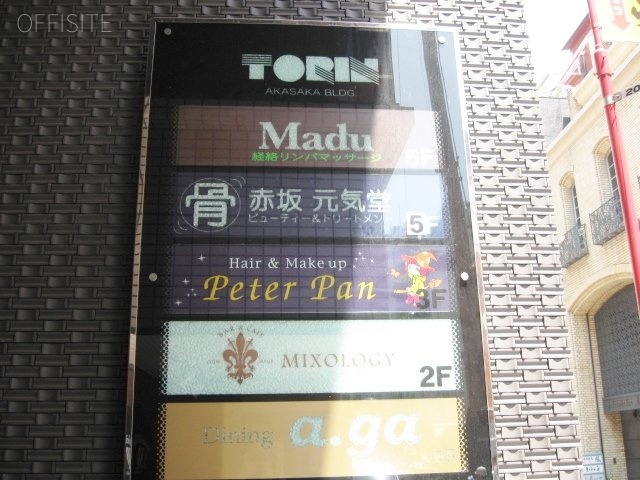 OFFISITE
TORIN
AKASAKA BLDG
Madu
経絡リンパマッサージ
5F
骨
赤坂 元気堂
ビューティー&トリートメント
5F
Hair & Make up
Peter Pan
3F
BAR & CAFE
MIXOLOGY
2F
Dining a.ga